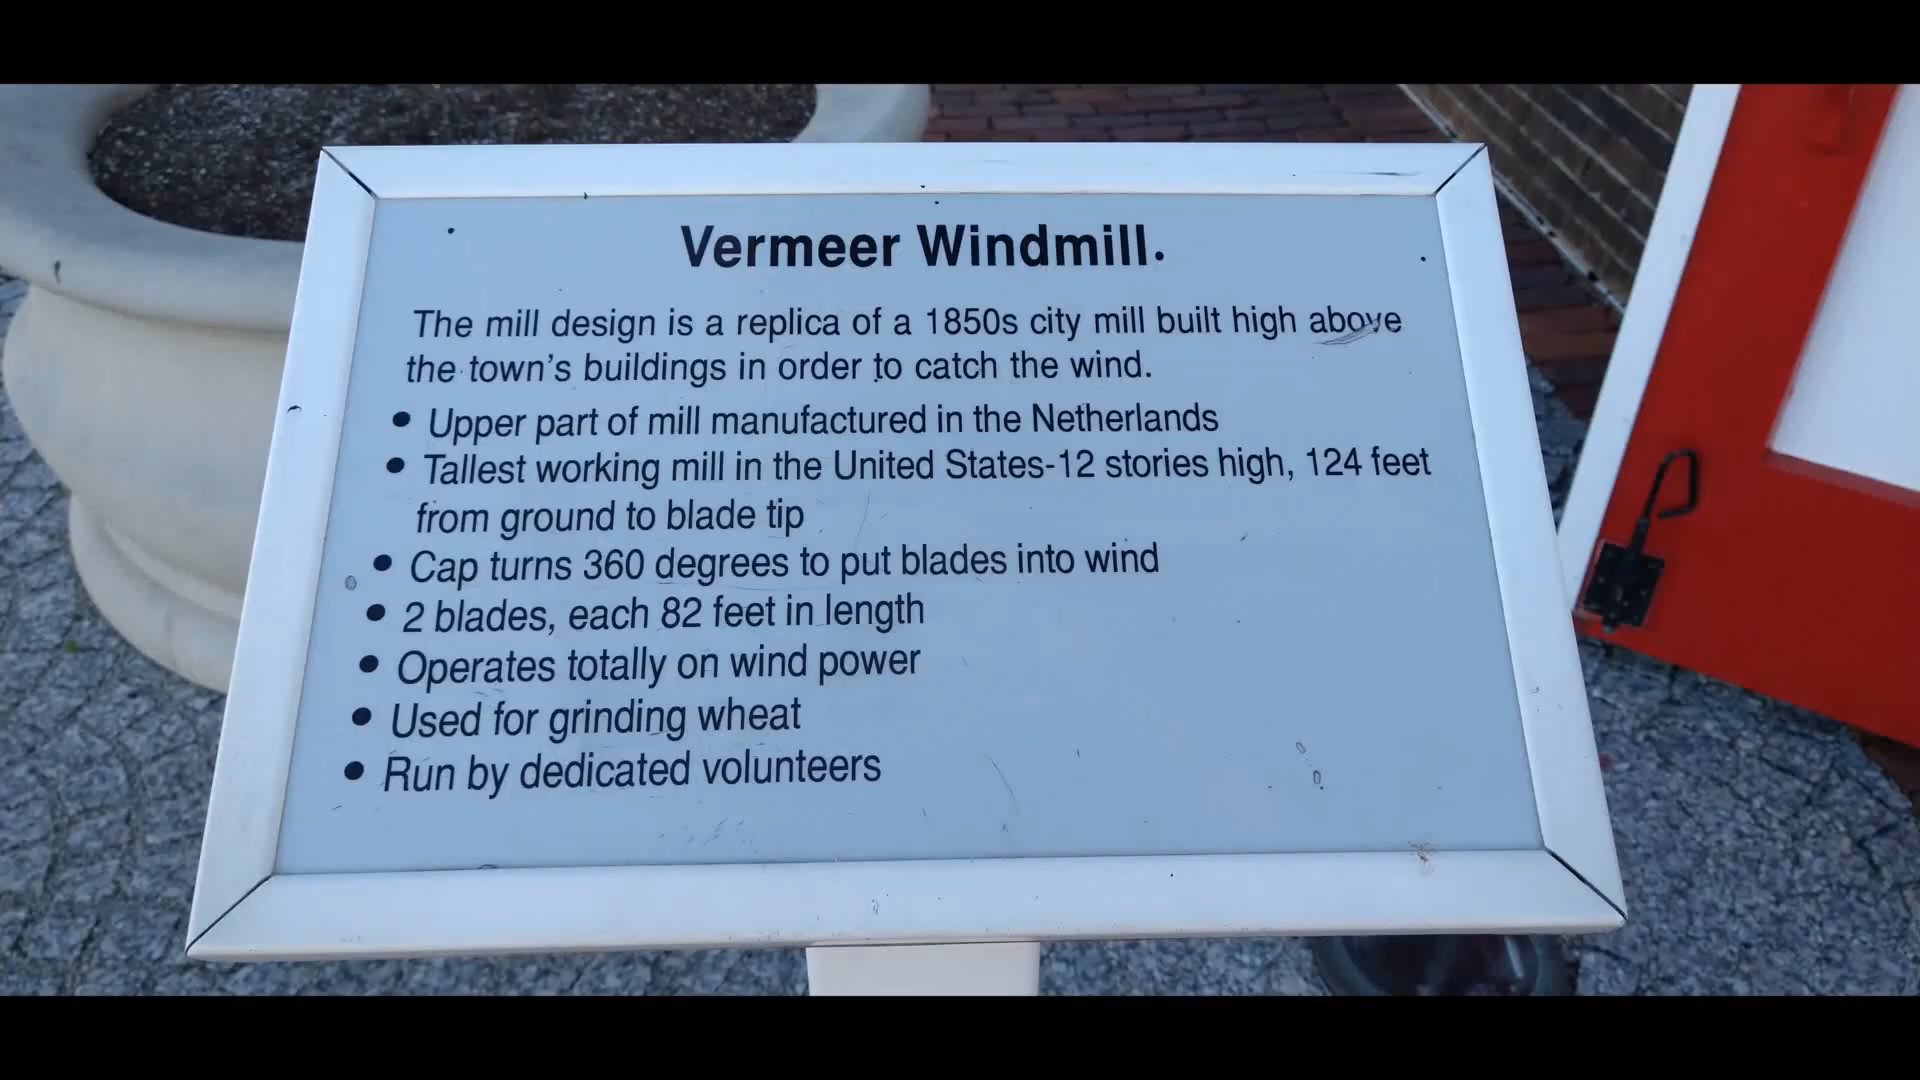 Vermeer Windmill.
The mill design is a replica of a 1850s city mill built high above
the town's buildings in order to catch the wind.
• Upper part of mill manufactured in the Netherlands
• Tallest working mill in the United States-12 stories high, 124 feet
from ground to blade tip
• Cap turns 360 degrees to put blades into wind
• 2 blades, each 82 feet in length
• Operates totally on wind power
• Used for grinding wheat
• Run by dedicated volunteers